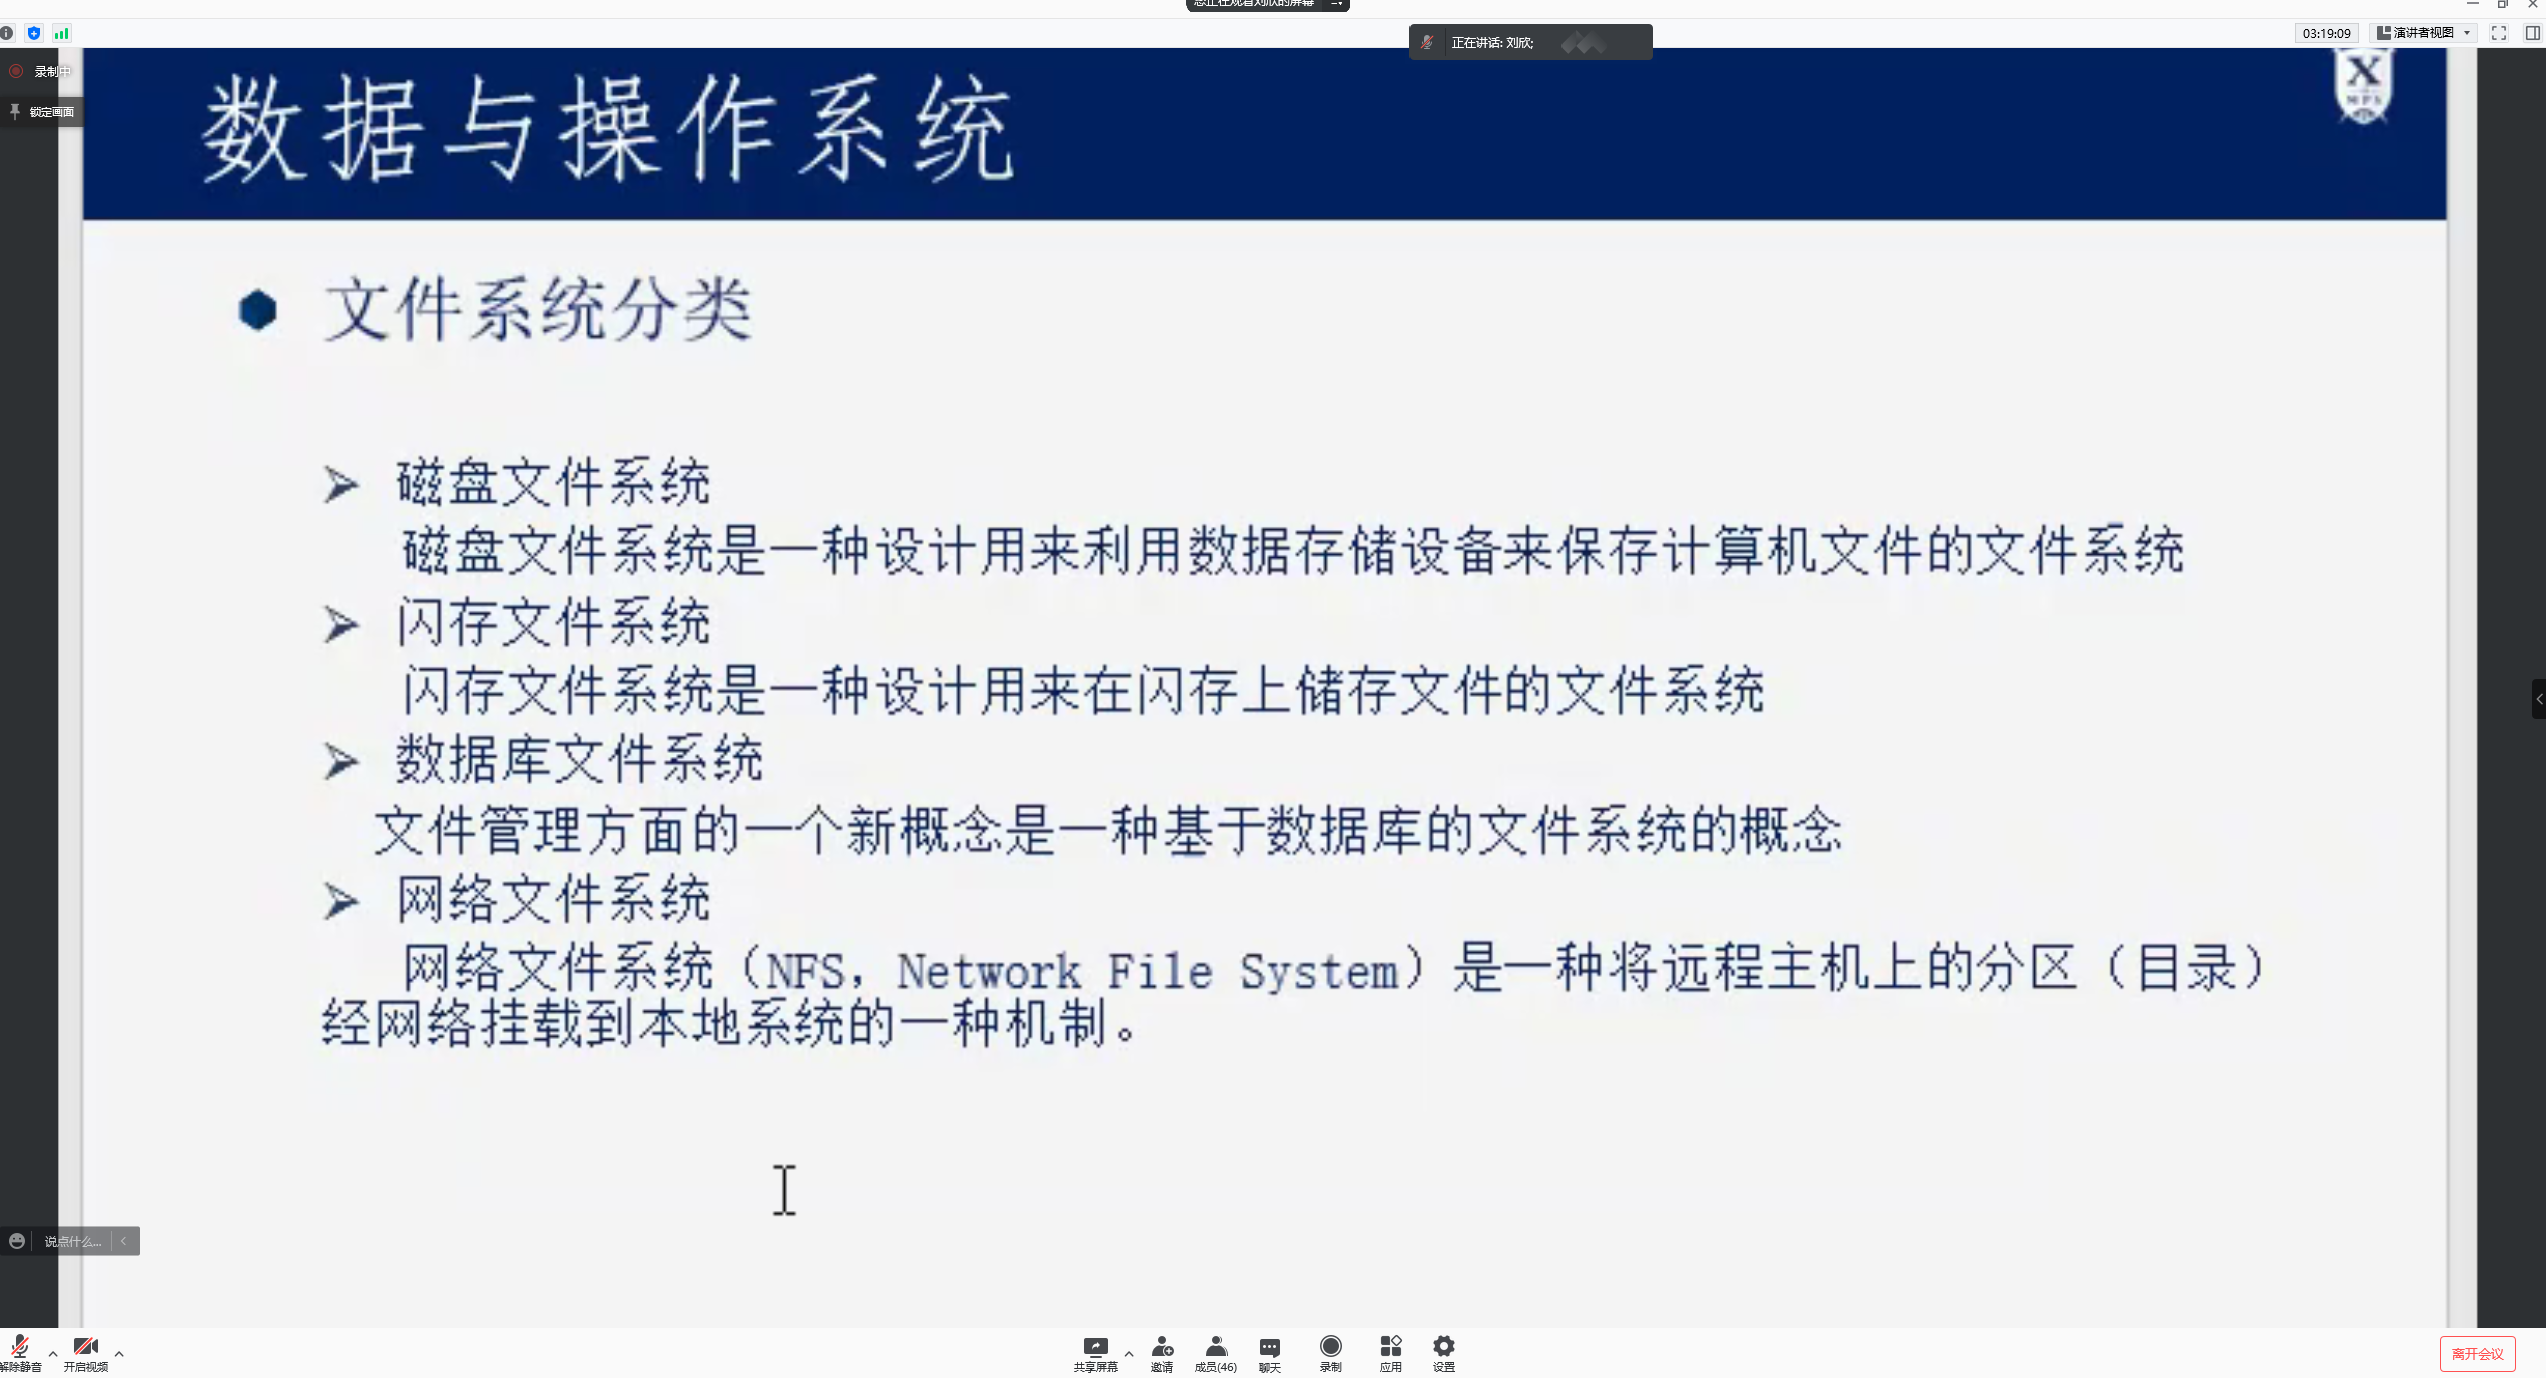 您正在观看刘欣的屏幕
正在讲话: 刘欣;
03:19:09
演讲者视图
录制中
锁定画面
数据与操作系统
X
MPS
文件系统分类
磁盘文件系统
磁盘文件系统是一种设计用来利用数据存储设备来保存计算机文件的文件系统
闪存文件系统
闪存文件系统是一种设计用来在闪存上储存文件的文件系统
数据库文件系统
文件管理方面的一个新概念是一种基于数据库的文件系统的概念
网络文件系统
网络文件系统（NFS，Network File System）是一种将远程主机上的分区（目录）
经网络挂载到本地系统的一种机制。
说点什么...
解除静音
开启视频
共享屏幕
邀请
成员(46)
聊天
录制
应用
设置
离开会议